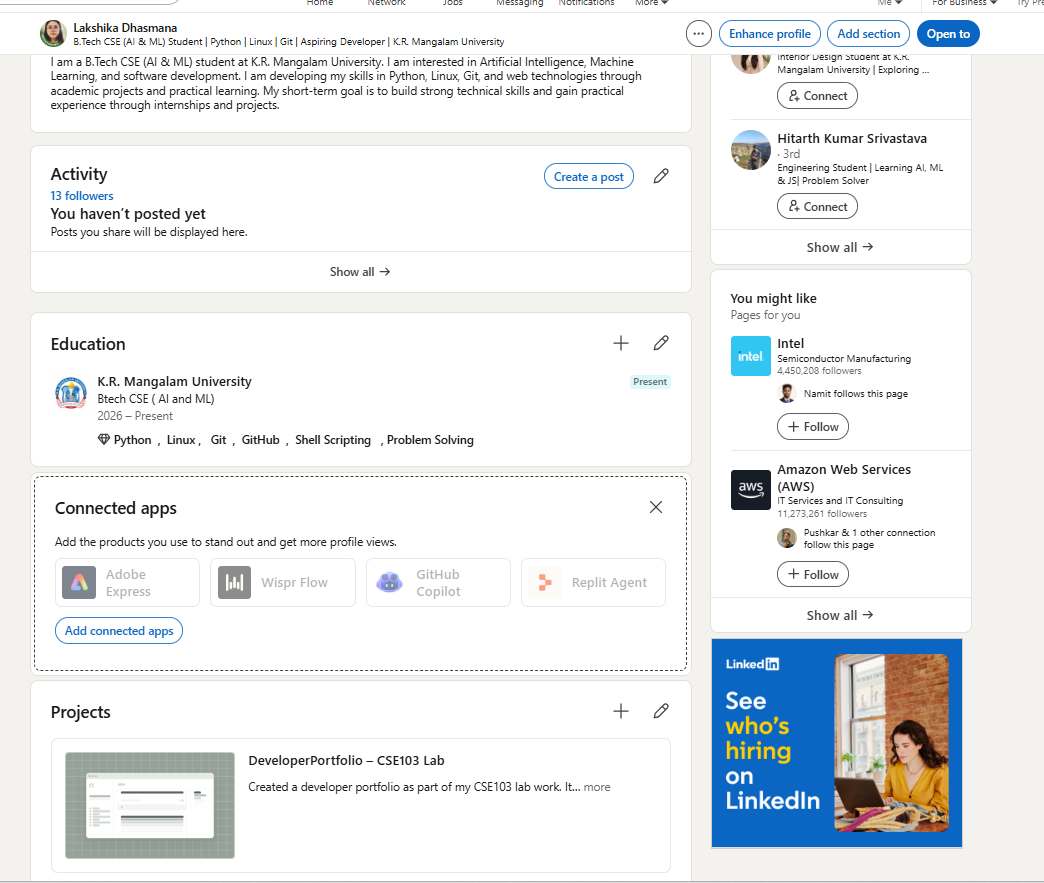 Home
Network
Jobs
Messaging
Notifications
More
Me
For Business
Lakshika Dhasmana
B.Tech CSE (AI & ML) Student | Python | Linux | Git | Aspiring Developer | K.R. Mangalam University
Enhance profile
Add section
Open to
I am a B.Tech CSE (AI & ML) student at K.R. Mangalam University. I am interested in Artificial Intelligence, Machine
Learning, and software development. I am developing my skills in Python, Linux, Git, and web technologies through
academic projects and practical learning. My short-term goal is to build strong technical skills and gain practical
experience through internships and projects.
Activity
13 followers
Create a post
You haven’t posted yet
Posts you share will be displayed here.
Show all →
Education
K.R. Mangalam University
Present
Btech CSE ( AI and ML)
2026 – Present
Python , Linux , Git , GitHub , Shell Scripting , Problem Solving
Connected apps
Add the products you use to stand out and get more profile views.
Adobe
Express
Wispr Flow
GitHub
Copilot
Replit Agent
Add connected apps
Projects
DeveloperPortfolio – CSE103 Lab
Created a developer portfolio as part of my CSE103 lab work. It... more
Interior Design Student at K.R.
Mangalam University | Exploring ...
Connect
Hitarth Kumar Srivastava
· 3rd
Engineering Student | Learning AI, ML
& JS| Problem Solver
Connect
Show all →
You might like
Pages for you
intel
Intel
Semiconductor Manufacturing
4,450,208 followers
Namit follows this page
+ Follow
aws
Amazon Web Services
(AWS)
IT Services and IT Consulting
11,273,261 followers
Pushkar & 1 other connection
follow this page
+ Follow
Show all →
LinkedIn
See
who’s
hiring
on
LinkedIn